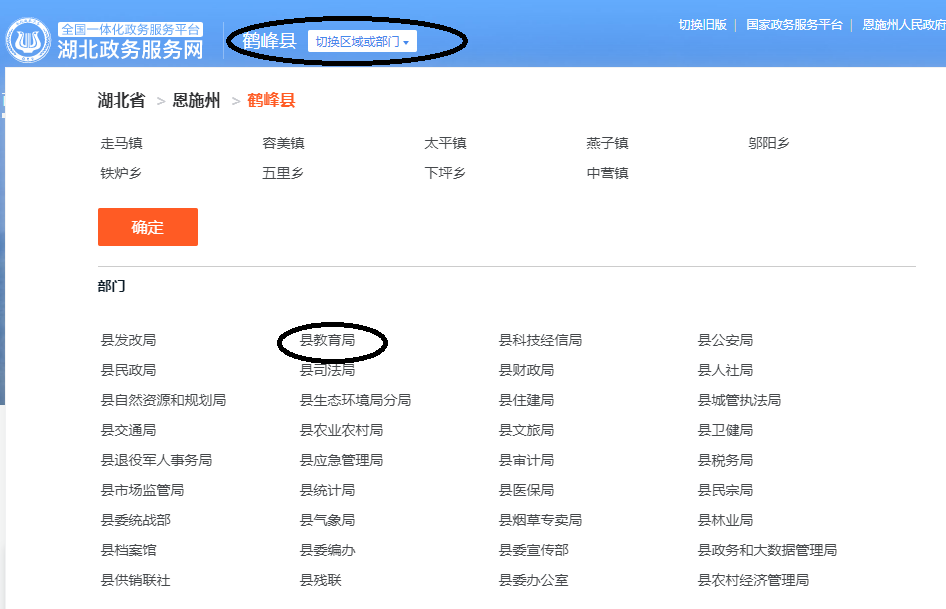 全国一体化政务服务平台
湖北政务服务网
鹤峰县 切换区域或部门
切换旧版 国家政务服务平台 恩施州人民政府
湖北省 > 恩施州 > 鹤峰县
走马镇 容美镇 太平镇 燕子镇 邬阳乡
铁炉乡 五里乡 下坪乡 中营镇
确定
部门
县发改局 县教育局 县科技经信局 县公安局
县民政局 县司法局 县财政局 县人社局
县自然资源和规划局 县生态环境局分局 县住建局 县城管执法局
县交通局 县农业农村局 县文旅局 县卫健局
县退役军人事务局 县应急管理局 县审计局 县税务局
县市场监管局 县统计局 县医保局 县民宗局
县委统战部 县气象局 县烟草专卖局 县林业局
县档案馆 县委编办 县委宣传部 县政务和大数据管理局
县供销联社 县残联 县委办公室 县农村经济管理局